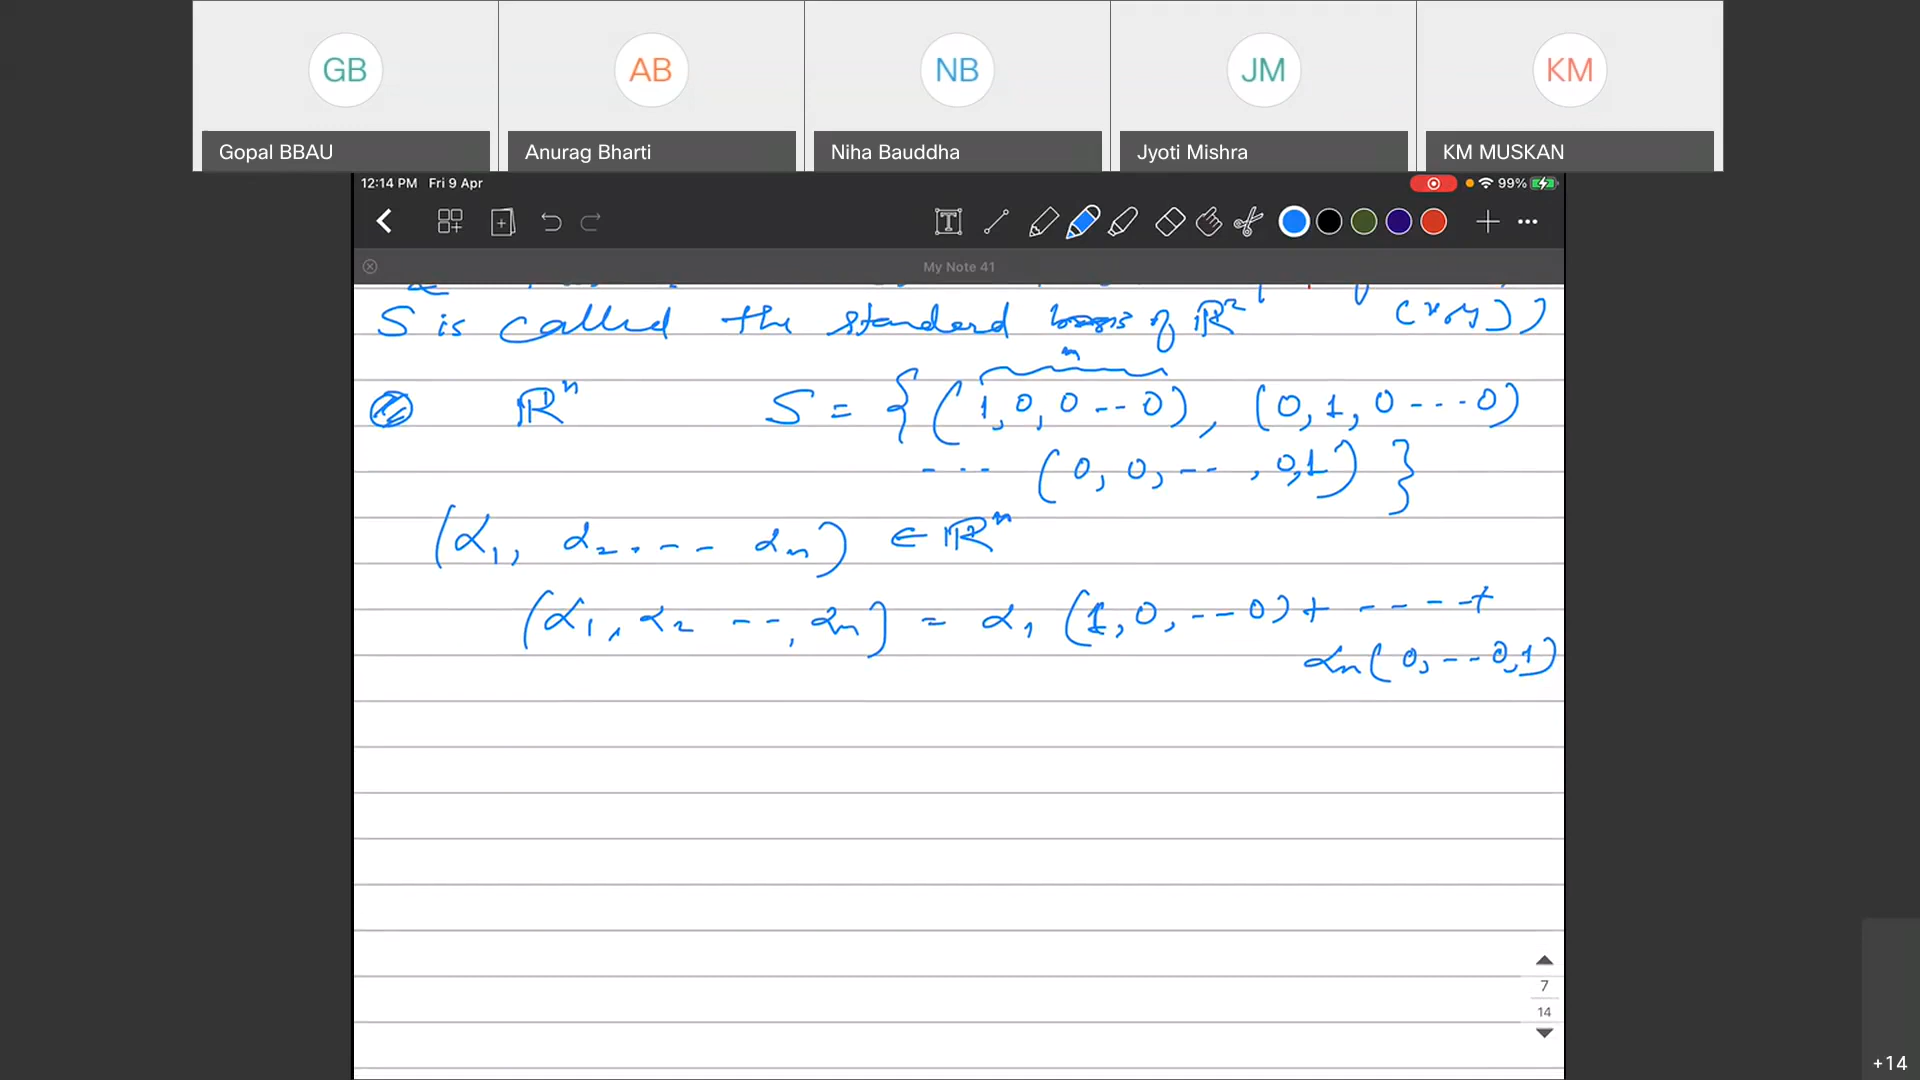 GB AB NB JM KM
Gopal BBAU Anurag Bharti Niha Bauddha Jyoti Mishra KM MUSKAN
12:14 PM Fri 9 Apr 99%
My Note 41
S is called the standard basis of ℝ² (x,y))
n
ℝⁿ S = { (1, 0, 0 -- 0), (0, 1, 0 --- 0)
--- (0, 0, -- , 0,1) }
(α₁, α₂ . -- αₙ) ∈ ℝⁿ
(α₁, α₂ --, αₙ) = α₁ (1, 0, -- 0) + ---- +
αₙ( 0, -- 0,1)
7
14
+14